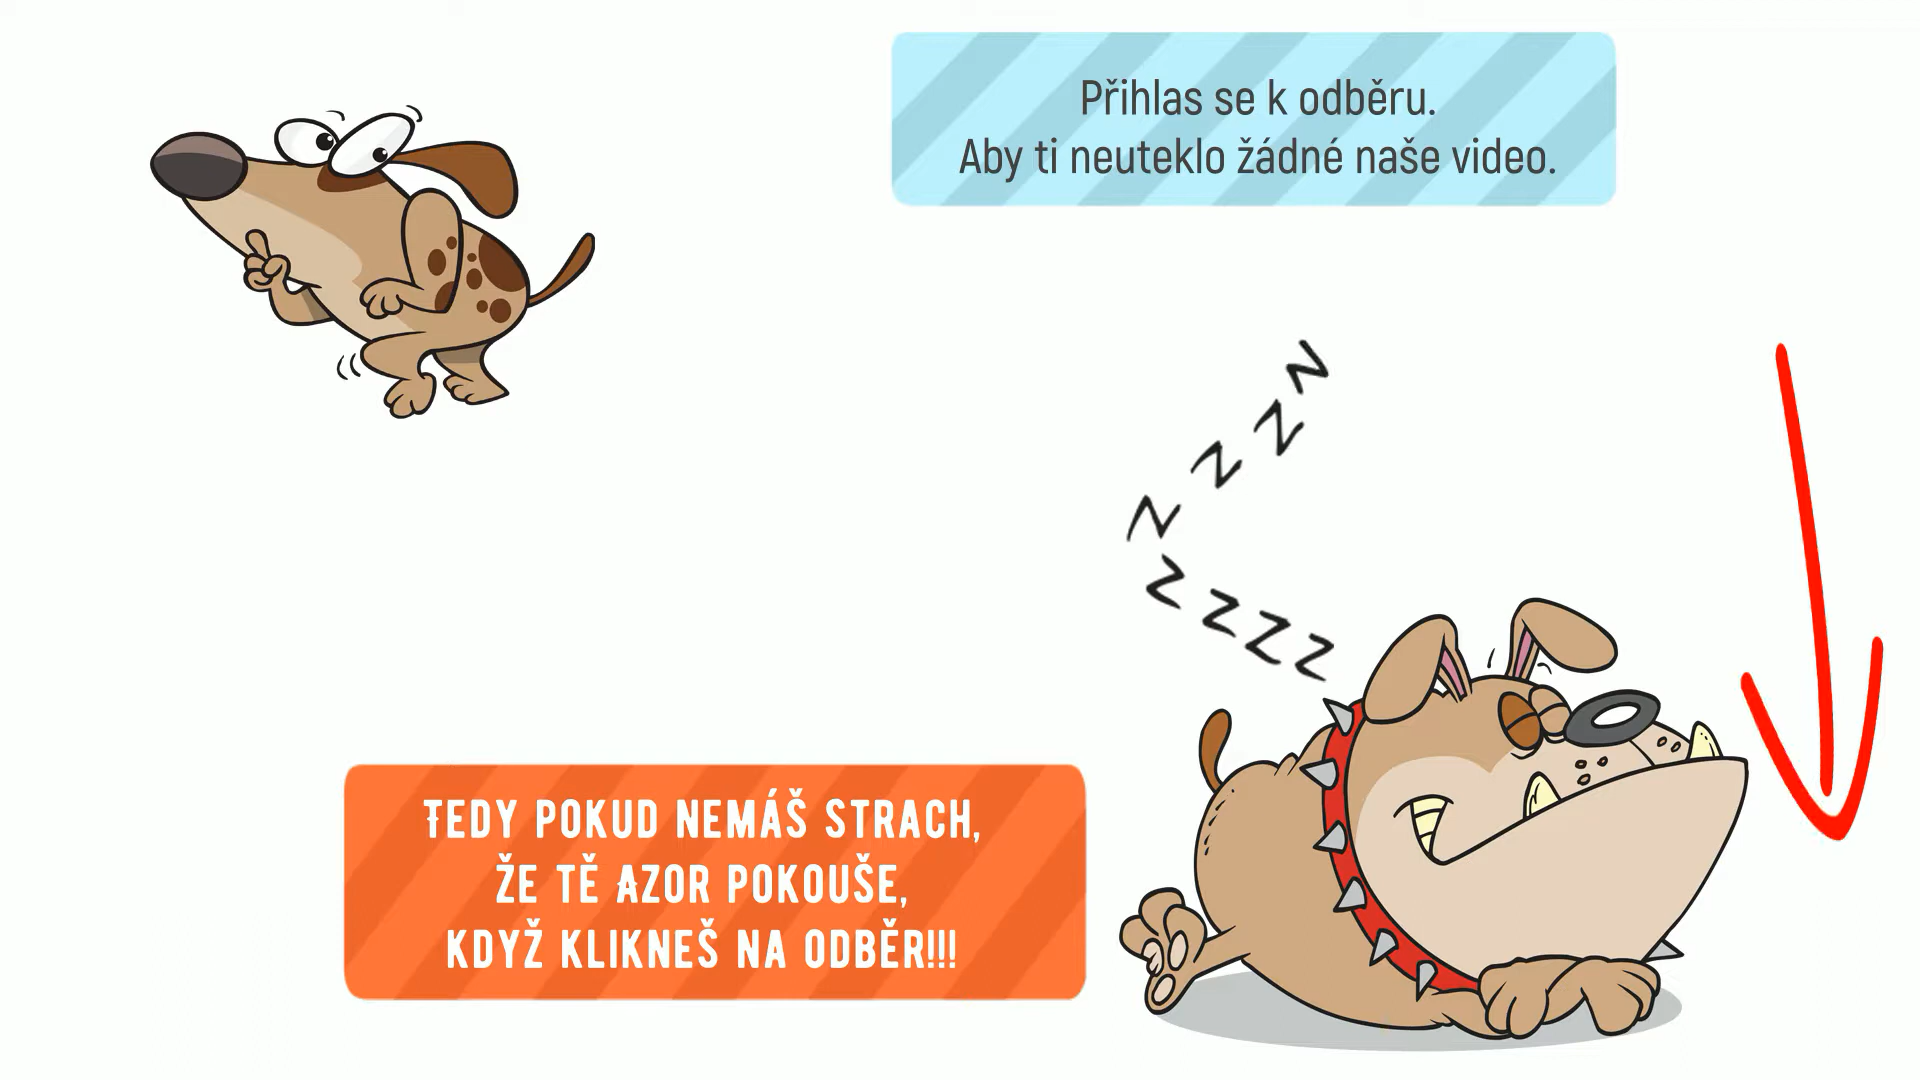 Přihlas se k odběru.
Aby ti neuteklo žádné naše video.
Z
Z
Z
Z
Z Z Z Z
TEDY POKUD NEMÁŠ STRACH,
ŽE TĚ AZOR POKOUŠE,
KDYŽ KLIKNEŠ NA ODBĚR!!!